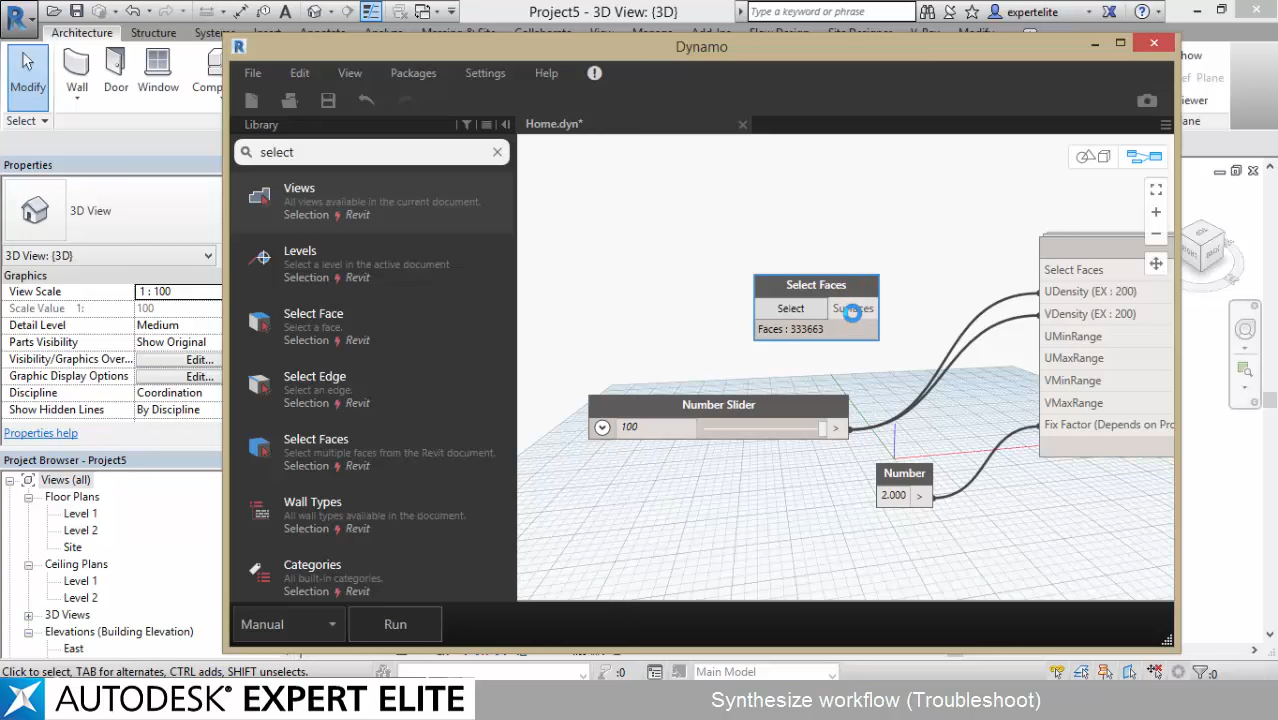 Project5 - 3D View: {3D}
Type a keyword or phrase
expertelite
Architecture
Structure
Modify
Wall
Door
Window
Select
Properties
3D View
3D View: {3D}
Graphics
View Scale
1 : 100
Scale Value 1:
100
Detail Level
Medium
Parts Visibility
Show Original
Visibility/Graphics Over...
Edit...
Graphic Display Options
Edit...
Discipline
Coordination
Show Hidden Lines
By Discipline
Properties help
Project Browser - Project5
Views (all)
Floor Plans
Level 1
Level 2
Site
Ceiling Plans
Level 1
Level 2
3D Views
Elevations (Building Elevation)
East
Click to select, TAB for alternates, CTRL adds, SHIFT unselects.
Dynamo
File Edit View Packages Settings Help
Library
Home.dyn*
select
Views
All views available in the current document.
Selection Revit
Levels
Select a level in the active document
Selection Revit
Select Face
Select a face.
Selection Revit
Select Edge
Select an edge.
Selection Revit
Select Faces
Select multiple faces from the Revit document.
Selection Revit
Wall Types
All wall types available in the document.
Selection Revit
Categories
All built-in categories.
Selection Revit
Manual
Run
Select Faces
Select
Faces : 333663
Number Slider
100
>
Number
2.000 >
Select Faces
UDensity (EX : 200)
VDensity (EX : 200)
UMinRange
UMaxRange
VMinRange
VMaxRange
Fix Factor (Depends on Pro
:0
Main Model
:0
AUTODESK® EXPERT ELITE
Synthesize workflow (Troubleshoot)